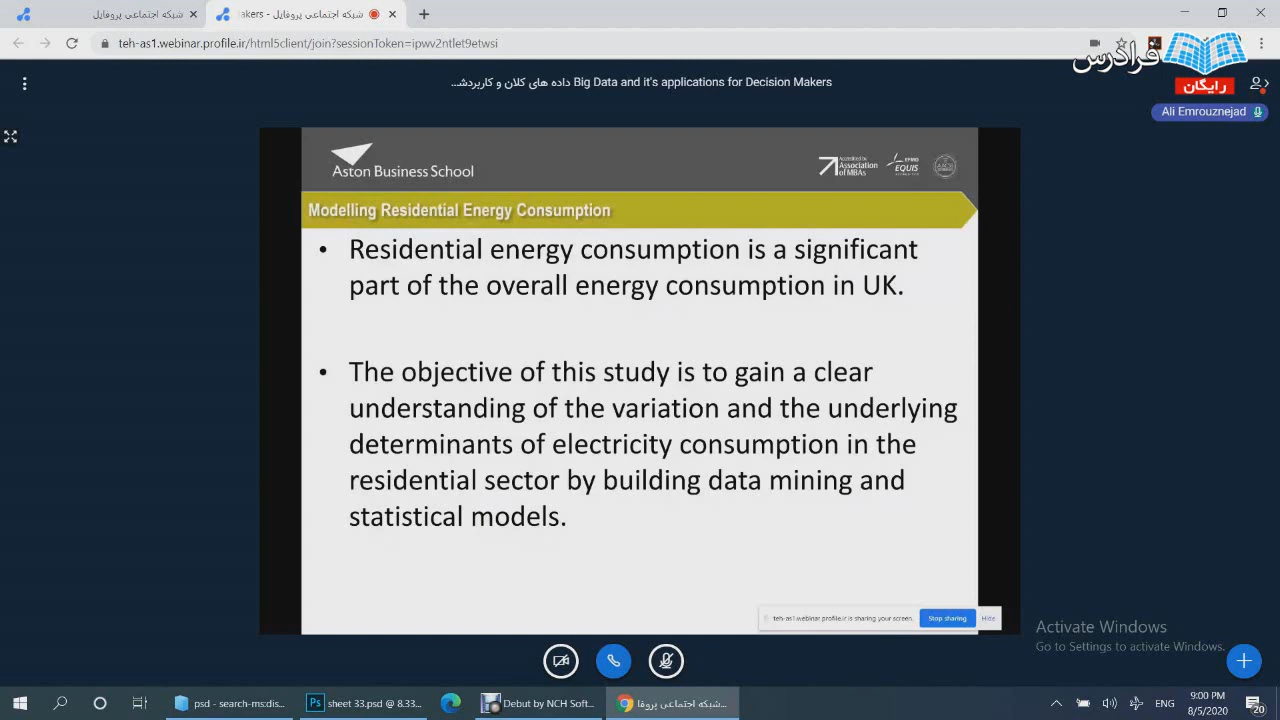 شبکه اجتماعی پروفایل
شبکه اجتماعی پروفایل - akers
teh-as1.webinar.profile.ir/html5client/join?sessionToken=ipwv2ntlet9etwsi
فرادرس
رایگان
داده های کلان و کاربردشـ... Big Data and it's applications for Decision Makers
Ali Emrouznejad
Aston Business School
Accredited by Association of MBAs
EFMD EQUIS
Modelling Residential Energy Consumption
• Residential energy consumption is a significant
part of the overall energy consumption in UK.
• The objective of this study is to gain a clear
understanding of the variation and the underlying
determinants of electricity consumption in the
residential sector by building data mining and
statistical models.
teh-as1.webinar.profile.ir is sharing your screen.
Stop sharing
Hide
Activate Windows
Go to Settings to activate Windows.
psd - search-ms:dis...
Ps
sheet 33.psd @ 8.33...
Debut by NCH Soft...
شبکه اجتماعی پروفا...
ENG
9:00 PM
8/5/2020
20